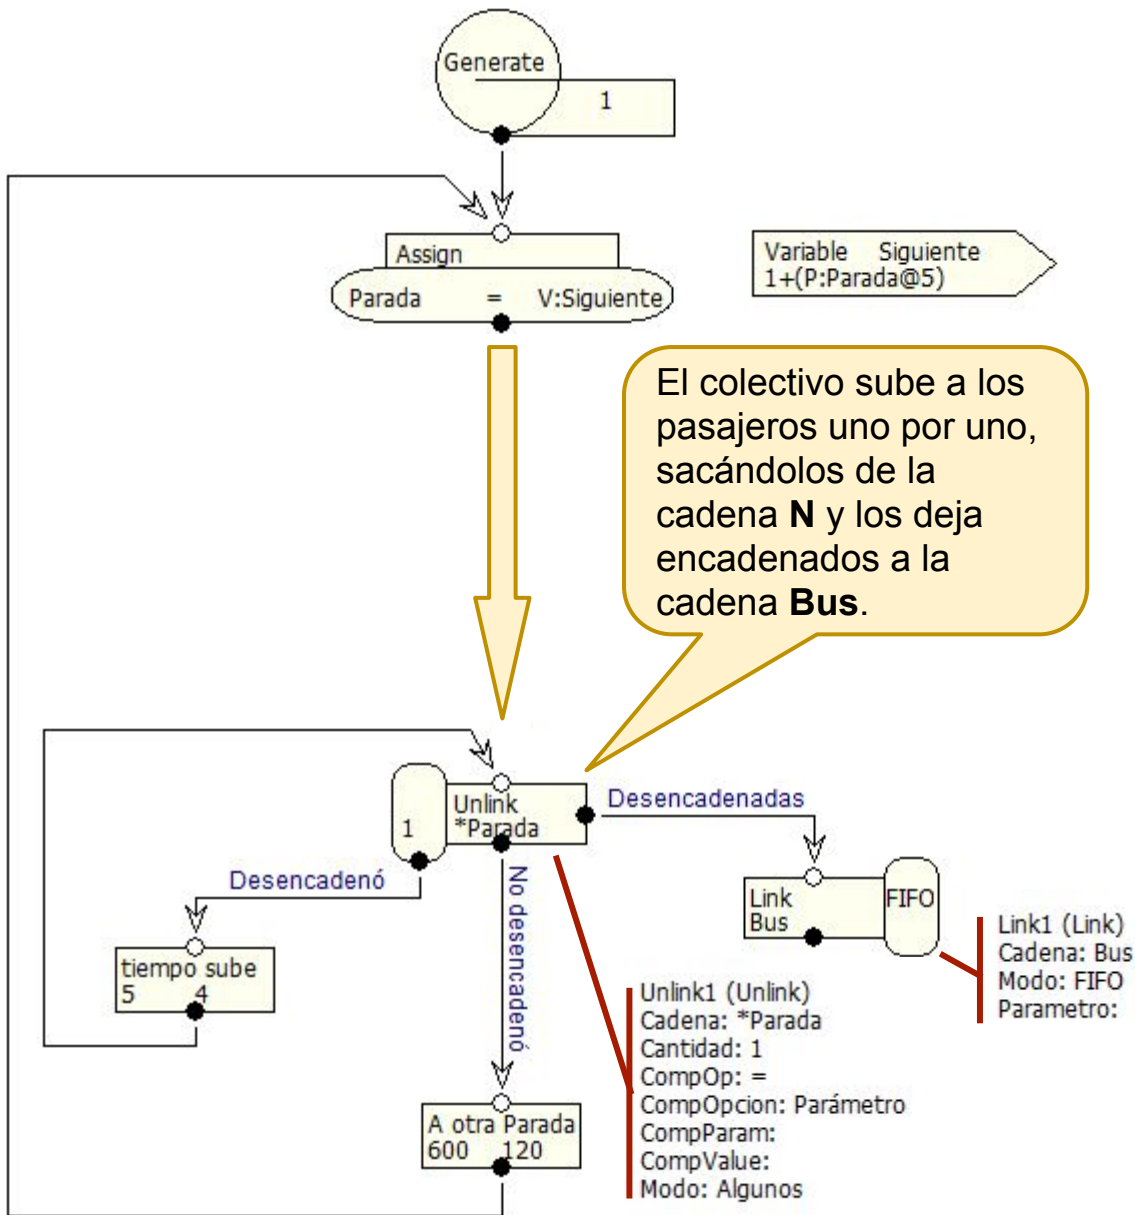 Generate
1
Assign
Parada = V:Siguiente
Variable Siguiente
1+(P:Parada@5)
El colectivo sube a los
pasajeros uno por uno,
sacándolos de la
cadena N y los deja
encadenados a la
cadena Bus.
1
Unlink
*Parada
Desencadenadas
Desencadenó
No desencadenó
Link
Bus
FIFO
Link1 (Link)
Cadena: Bus
Modo: FIFO
Parametro:
tiempo sube
5 4
Unlink1 (Unlink)
Cadena: *Parada
Cantidad: 1
CompOp: =
CompOpcion: Parámetro
CompParam:
CompValue:
Modo: Algunos
A otra Parada
600 120